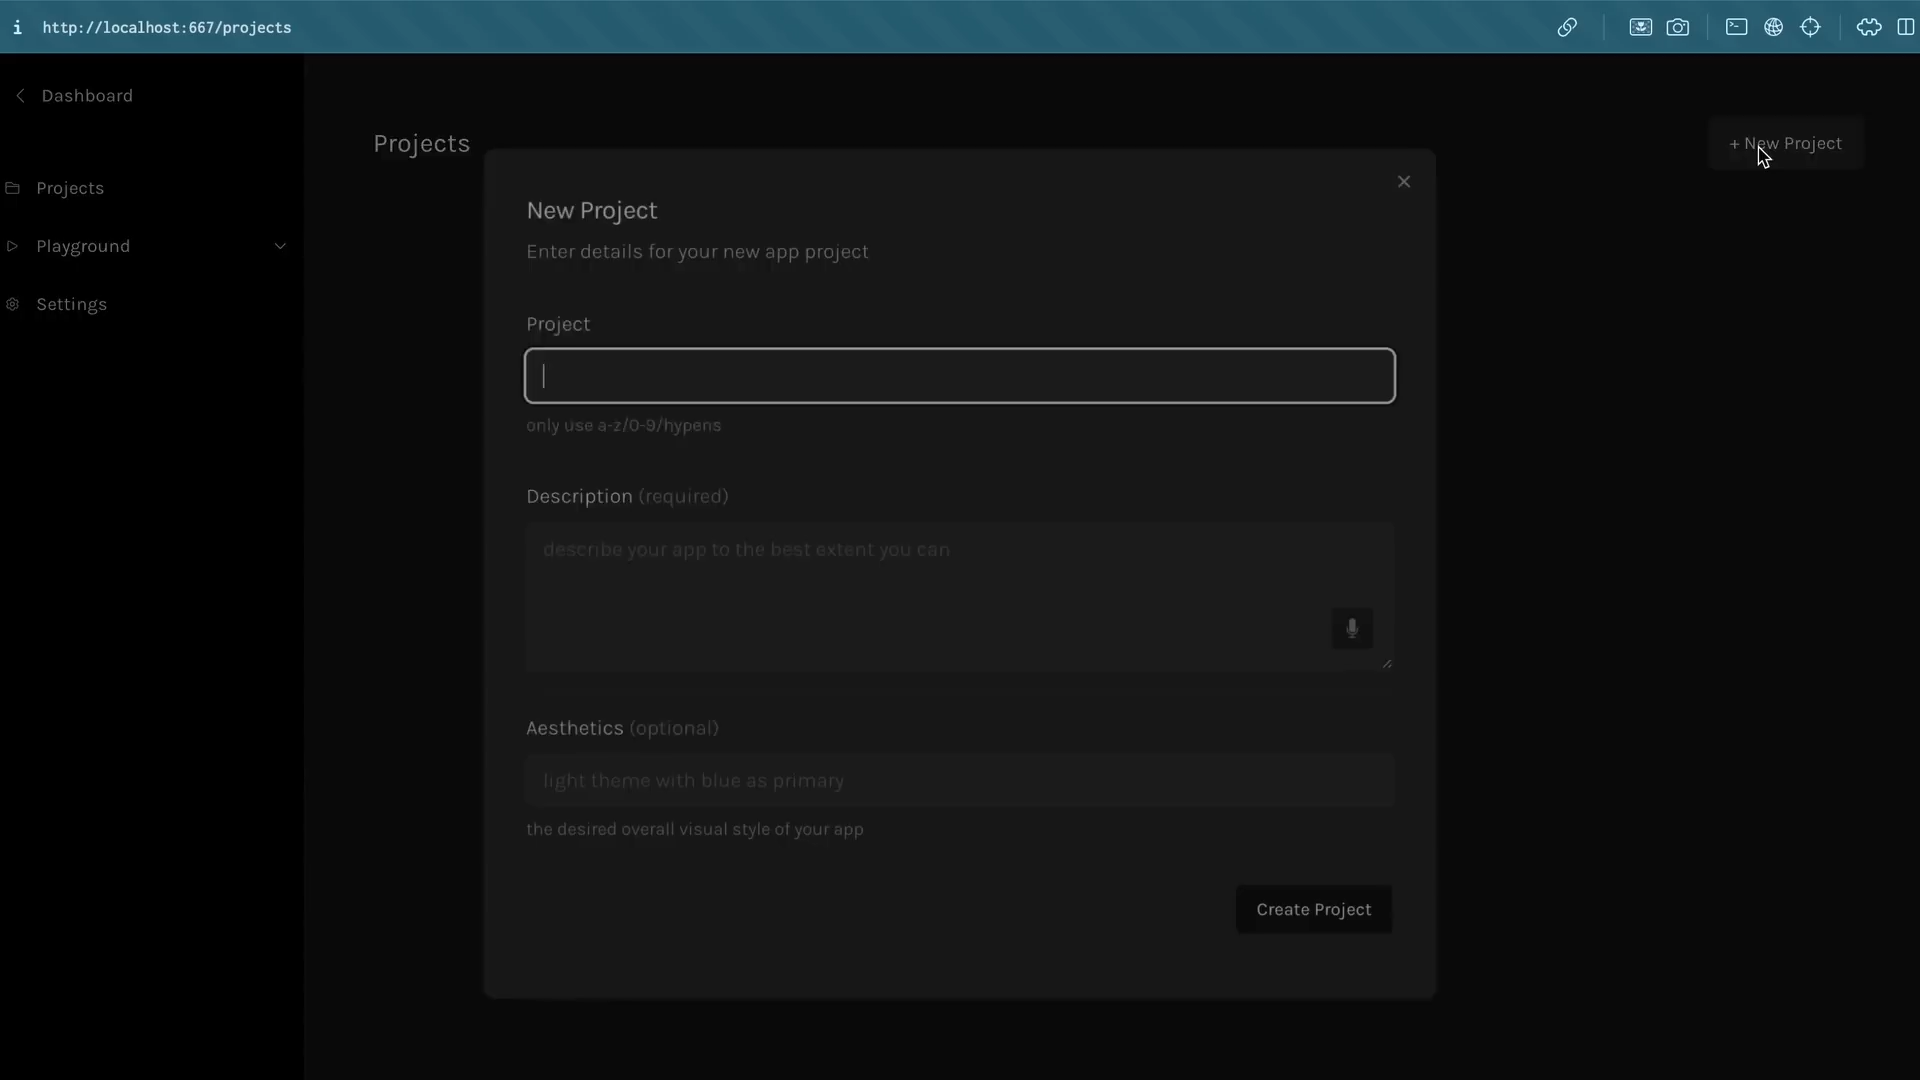 http://localhost:667/projects
Dashboard
Projects
Playground
Settings
Projects
+ New Project
New Project
Enter details for your new app project
Project
only use a-z/0-9/hypens
Description (required)
describe your app to the best extent you can
Aesthetics (optional)
light theme with blue as primary
the desired overall visual style of your app
Create Project